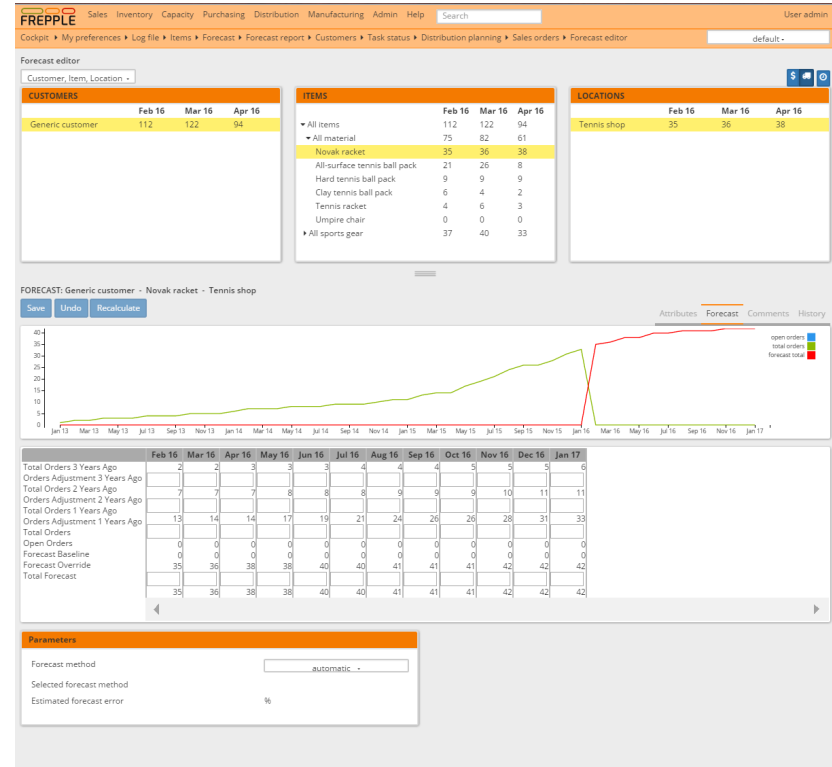 FREPPLE Sales Inventory Capacity Purchasing Distribution Manufacturing Admin Help Search User admin
Cockpit My preferences Log file Items Forecast Forecast report Customers Task status Distribution planning Sales orders Forecast editor default
Forecast editor
Customer, Item, Location
$
CUSTOMERS
Feb 16 Mar 16 Apr 16
Generic customer 112 122 94
ITEMS
Feb 16 Mar 16 Apr 16
All items 112 122 94
All material 75 82 61
Novak racket 35 36 38
All-surface tennis ball pack 21 26 8
Hard tennis ball pack 9 9 9
Clay tennis ball pack 6 4 2
Tennis racket 4 6 3
Umpire chair 0 0 0
All sports gear 37 40 33
LOCATIONS
Feb 16 Mar 16 Apr 16
Tennis shop 35 36 38
FORECAST: Generic customer - Novak racket - Tennis shop
Save Undo Recalculate
Attributes Forecast Comments History
40
35
30
25
20
15
10
5
0
open orders
total orders
forecast total
Jan 13 Mar 13 May 13 Jul 13 Sep 13 Nov 13 Jan 14 Mar 14 May 14 Jul 14 Sep 14 Nov 14 Jan 15 Mar 15 May 15 Jul 15 Sep 15 Nov 15 Jan 16 Mar 16 May 16 Jul 16 Sep 16 Nov 16 Jan 17
Feb 16 Mar 16 Apr 16 May 16 Jun 16 Jul 16 Aug 16 Sep 16 Oct 16 Nov 16 Dec 16 Jan 17
Total Orders 3 Years Ago 2 2 3 3 3 4 4 4 5 5 5 6
Orders Adjustment 3 Years Ago
Total Orders 2 Years Ago 7 7 7 8 8 8 9 9 9 10 11 11
Orders Adjustment 2 Years Ago
Total Orders 1 Years Ago
Orders Adjustment 1 Years Ago 13 14 14 17 19 21 24 26 26 28 31 33
Total Orders
Open Orders 0 0 0 0 0 0 0 0 0 0 0 0
Forecast Baseline 0 0 0 0 0 0 0 0 0 0 0 0
Forecast Override 35 36 38 38 40 40 41 41 41 42 42 42
Total Forecast
35 36 38 38 40 40 41 41 41 42 42 42
Parameters
Forecast method automatic
Selected forecast method
Estimated forecast error %